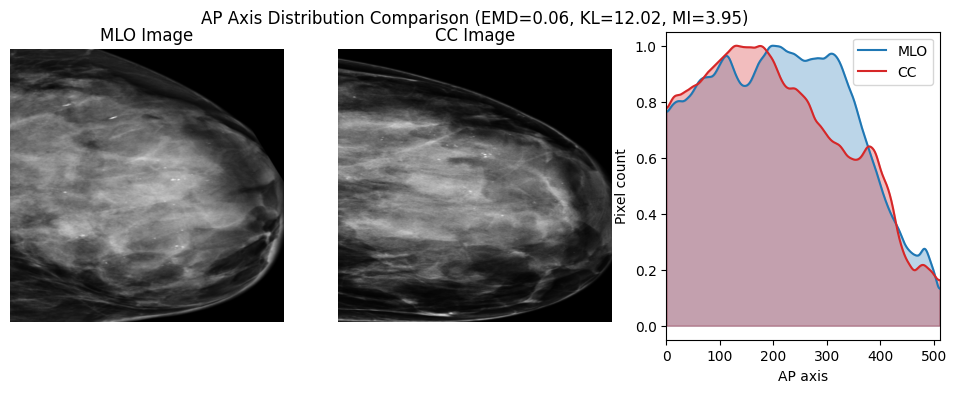 AP Axis Distribution Comparison (EMD=0.06, KL=12.02, MI=3.95)
MLO Image
CC Image
MLO
CC
1.0
0.8
0.6
0.4
0.2
0.0
Pixel count
0 100 200 300 400 500
AP axis